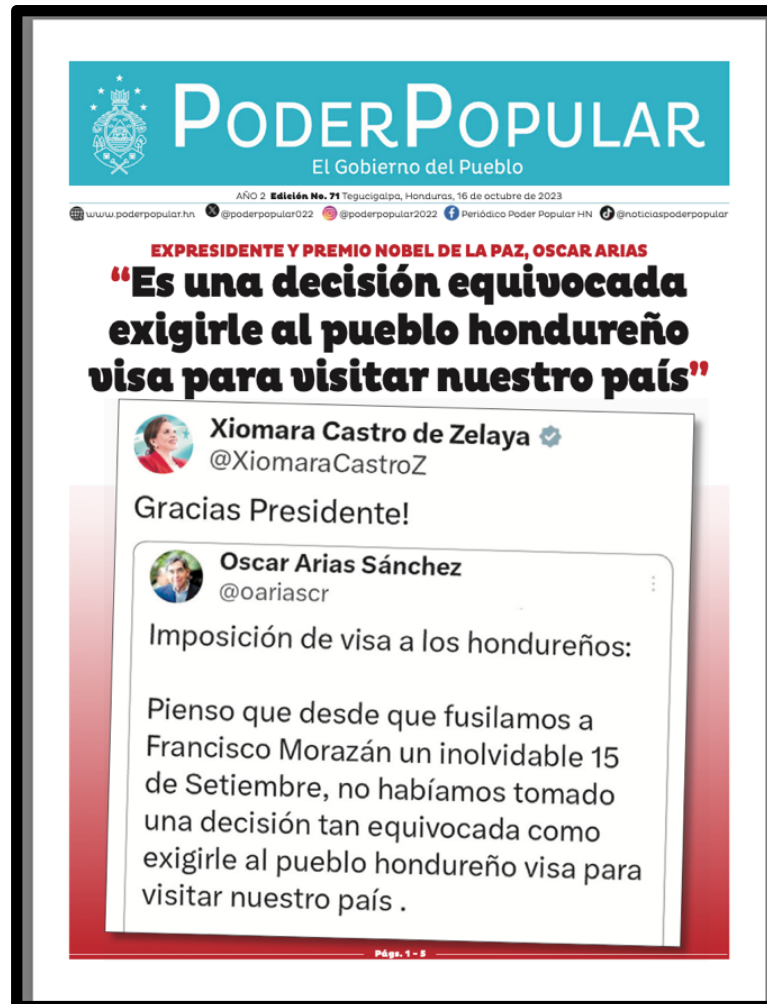 PODERPOPULAR
El Gobierno del Pueblo
AÑO 2 Edición No. 71 Tegucigalpa, Honduras, 16 de octubre de 2023
www.poderpopular.hn @poderpopular022 @poderpopular2022 Periódico Poder Popular HN @noticiaspoderpopular
EXPRESIDENTE Y PREMIO NOBEL DE LA PAZ, OSCAR ARIAS
“Es una decisión equivocada
exigirle al pueblo hondureño
visa para visitar nuestro país”
Xiomara Castro de Zelaya
@XiomaraCastroZ
Gracias Presidente!
Oscar Arias Sánchez
@oariascr
Imposición de visa a los hondureños:
Pienso que desde que fusilamos a
Francisco Morazán un inolvidable 15
de Setiembre, no habíamos tomado
una decisión tan equivocada como
exigirle al pueblo hondureño visa para
visitar nuestro país .
Págs. 1 - 5